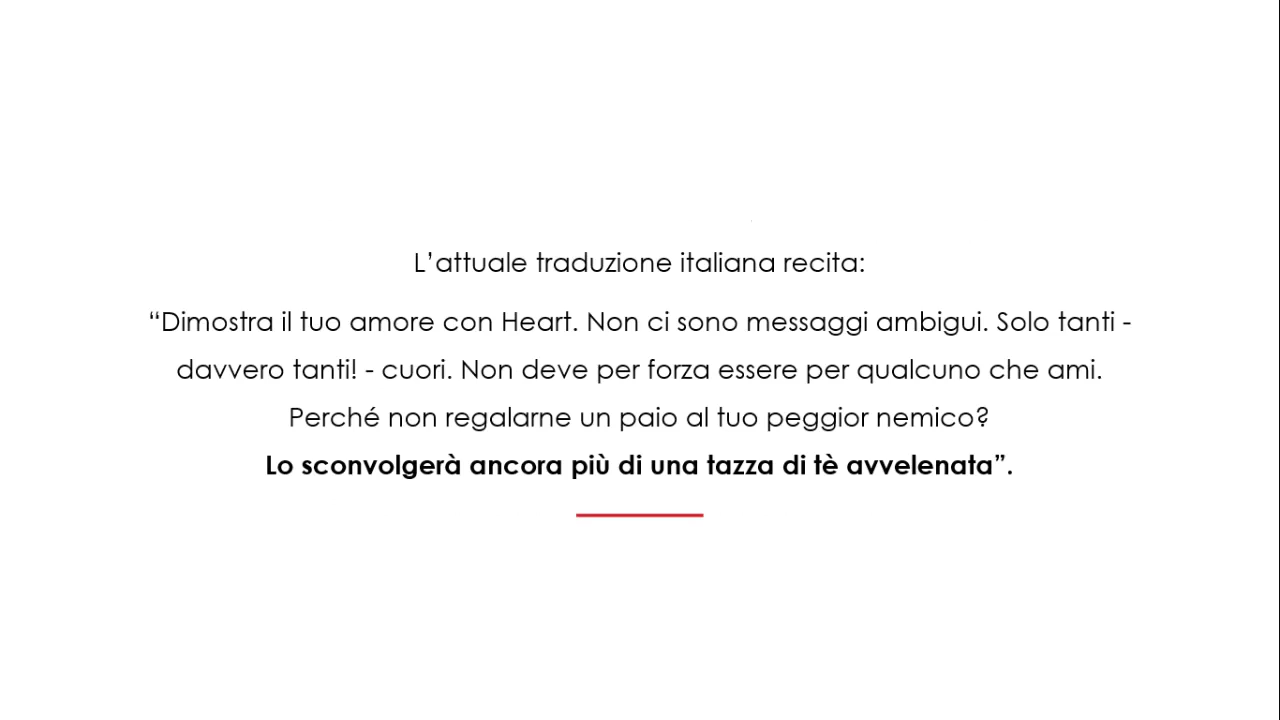 L’attuale traduzione italiana recita:
“Dimostra il tuo amore con Heart. Non ci sono messaggi ambigui. Solo tanti -
davvero tanti! - cuori. Non deve per forza essere per qualcuno che ami.
Perché non regalarne un paio al tuo peggior nemico?
Lo sconvolgerà ancora più di una tazza di tè avvelenata”.